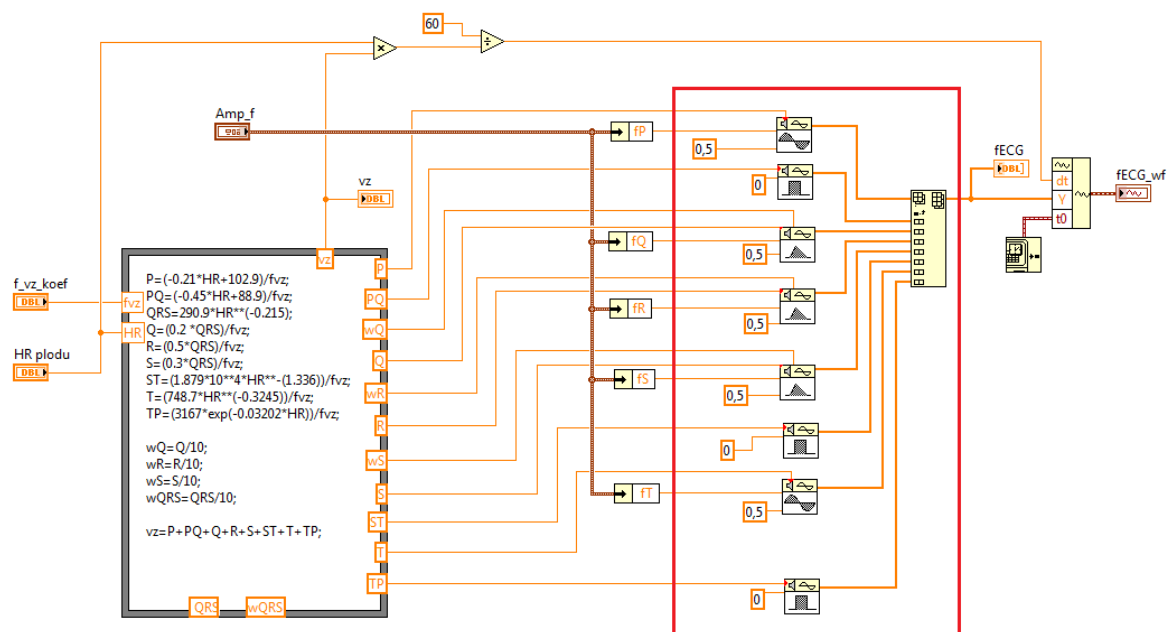 60
Amp_f
fP
0,5
fECG
DBL
dt
fECG_wf
Y
0
t0
vz
DBL
vz
P
fQ
0,5
f_vz_koef
DBL
fvz
HR
HR plodu
DBL
P=(-0.21*HR+102.9)/fvz;
PQ=(-0.45*HR+88.9)/fvz;
QRS=290.9*HR**(-0.215);
Q=(0.2 *QRS)/fvz;
R=(0.5*QRS)/fvz;
S=(0.3*QRS)/fvz;
ST=(1.879*10**4*HR**-(1.336))/fvz;
T=(748.7*HR**(-0.3245))/fvz;
TP=(3167*exp(-0.03202*HR))/fvz;
wQ=Q/10;
wR=R/10;
wS=S/10;
wQRS=QRS/10;
vz=P+PQ+Q+R+S+ST+T+TP;
PQ
wQ
Q
wR
R
wS
S
ST
T
TP
QRS
wQRS
fR
0,5
fS
0,5
0
fT
0,5
0